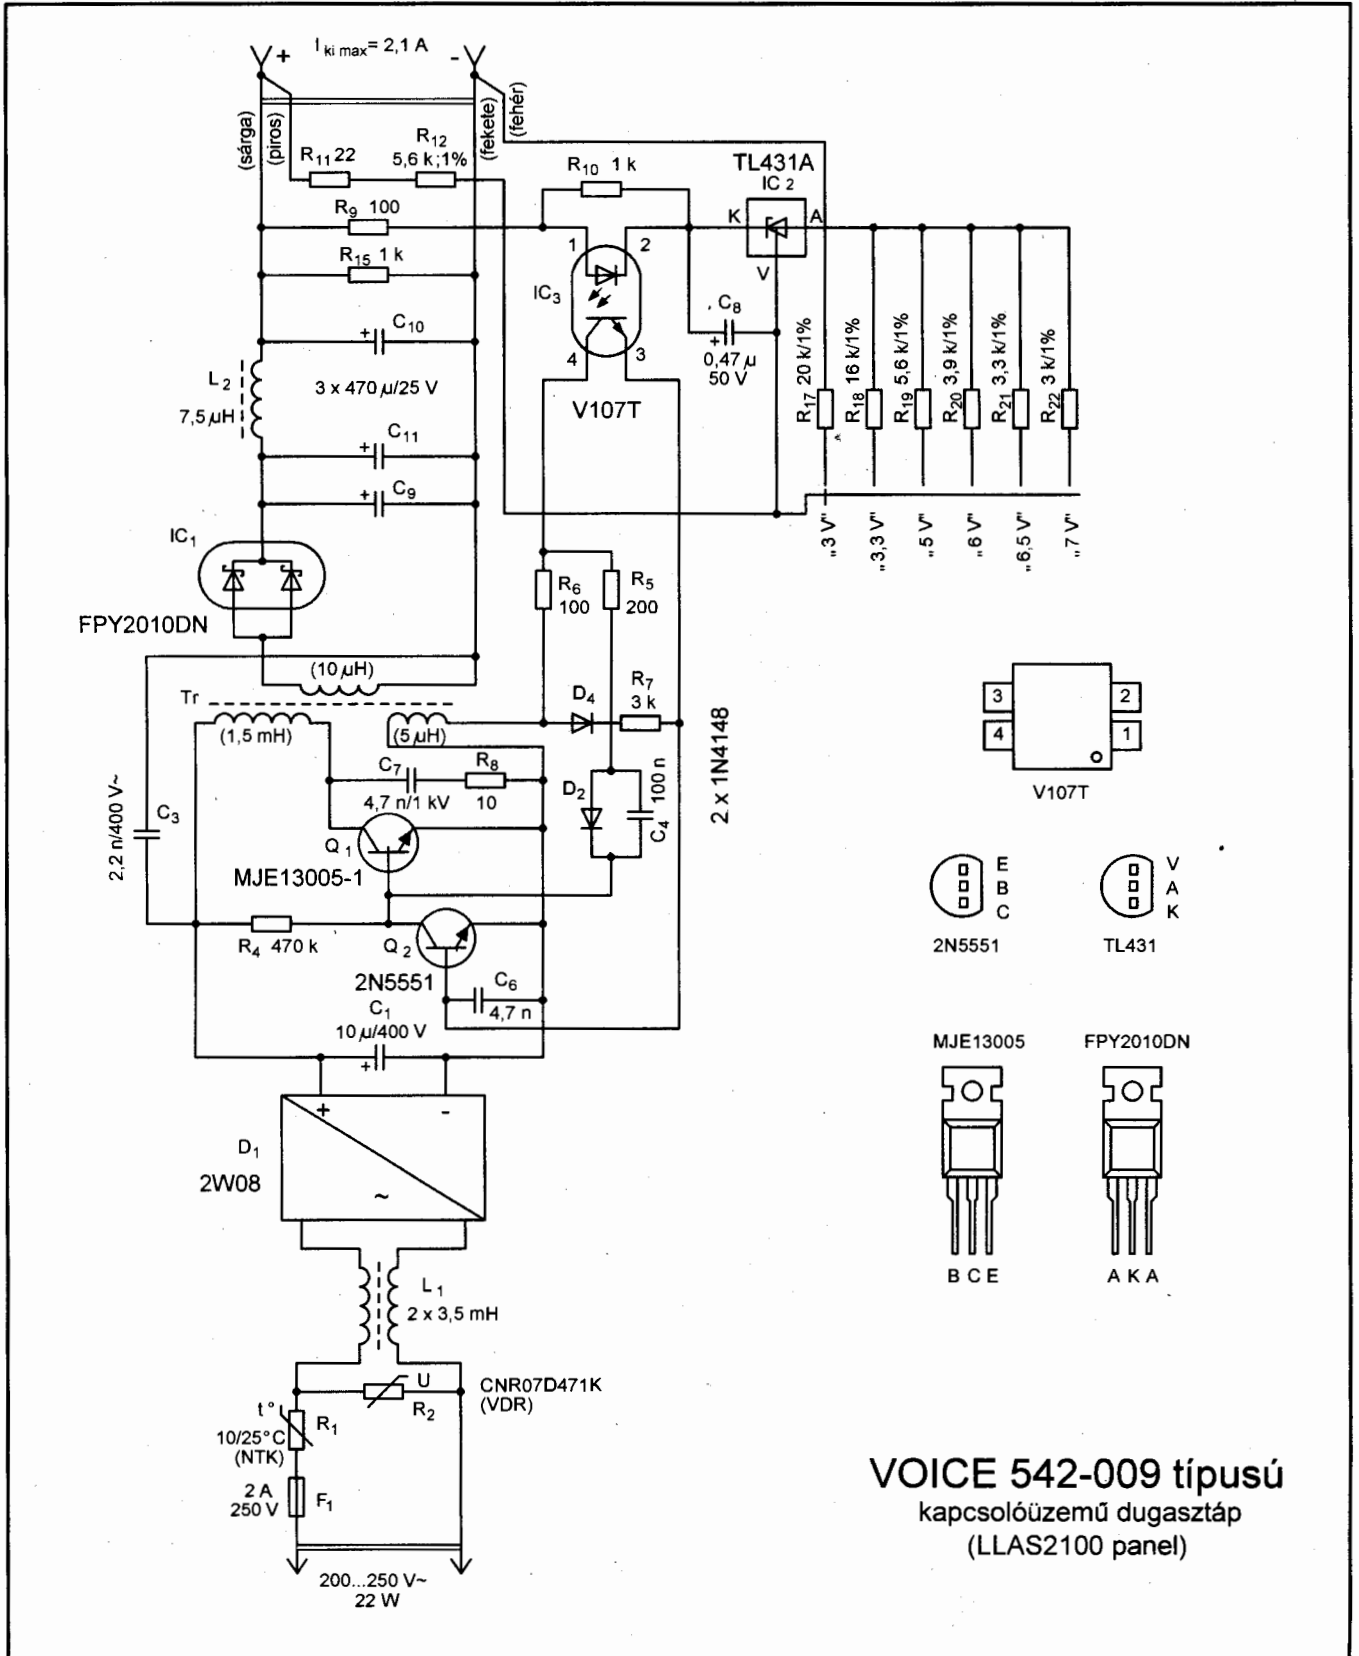 + I ki max = 2,1 A -
(sárga)
(piros)
(fekete)
(fehér)
R11 22
R12
5,6 k;1%
R10 1 k
TL431A
IC 2
K A
V
R9 100
R15 1 k
1 2
IC3
4 3
V107T
C8
+
0,47 µ
50 V
+ C10
L2
7,5 µH
3 x 470 µ/25 V
+ C11
+ C9
R17 20 k/1%
R18 16 k/1%
R19 5,6 k/1%
R20 3,9 k/1%
R21 3,3 k/1%
R22 3 k/1%
„3 V"
„3,3 V"
„5 V"
„6 V"
„6,5 V"
„7 V"
IC1
FPY2010DN
R6
100
R5
200
(10 µH)
Tr
(1,5 mH)
(5 µH)
D4
R7
3 k
2 x 1N4148
C7
4,7 n/1 kV
R8
10
D2
C4 100 n
C3
2,2 n/400 V~
Q1
MJE13005-1
R4 470 k
Q2
2N5551
C6
4,7 n
C1
10 µ/400 V
+
+ -
D1
2W08
~
L1
2 x 3,5 mH
U
R2
CNR07D471K
(VDR)
t°
R1
10/25°C
(NTK)
2 A
250 V
F1
200...250 V~
22 W
3 2
4 1
V107T
E
B
C
2N5551
V
A
K
TL431
MJE13005
B C E
FPY2010DN
A K A
VOICE 542-009 típusú
kapcsolóüzemű dugasztáp
(LLAS2100 panel)